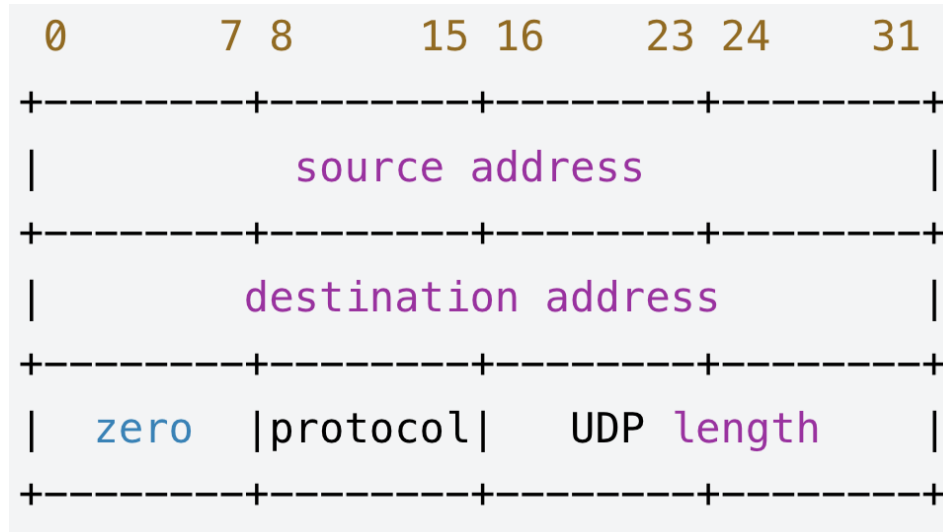 0      7 8     15 16    23 24    31
+--------+--------+--------+--------+
|          source address           |
+--------+--------+--------+--------+
|        destination address        |
+--------+--------+--------+--------+
|  zero  |protocol|   UDP length    |
+--------+--------+--------+--------+